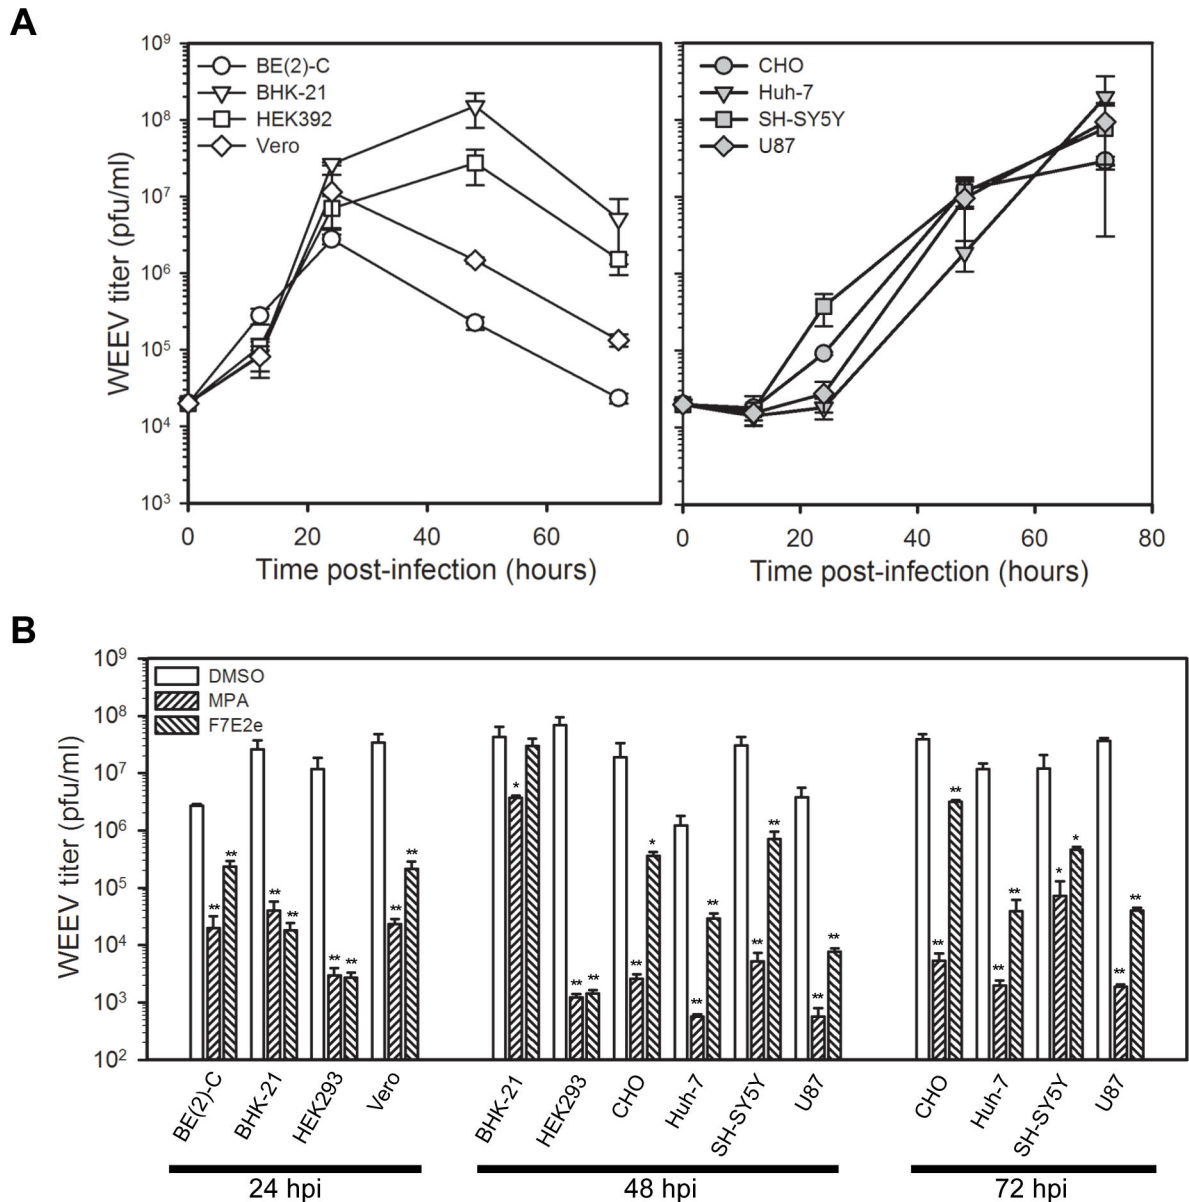 A
10⁹
10⁸
10⁷
10⁶
10⁵
10⁴
10³
WEEV titer (pfu/ml)
BE(2)-C
BHK-21
HEK392
Vero
0 20 40 60
Time post-infection (hours)
CHO
Huh-7
SH-SY5Y
U87
0 20 40 60 80
Time post-infection (hours)
B
10⁹
10⁸
10⁷
10⁶
10⁵
10⁴
10³
10²
WEEV titer (pfu/ml)
DMSO
MPA
F7E2e
** ** ** ** ** ** ** **
* ** ** ** * ** ** ** ** ** **
** ** ** ** * * ** **
BE(2)-C BHK-21 HEK293 Vero
BHK-21 HEK293 CHO Huh-7 SH-SY5Y U87
CHO Huh-7 SH-SY5Y U87
24 hpi 48 hpi 72 hpi